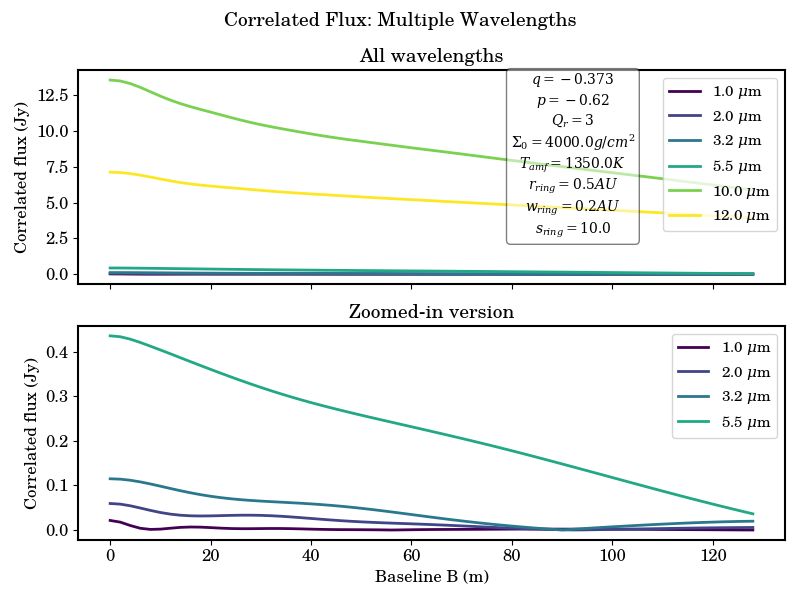 Correlated Flux: Multiple Wavelengths
All wavelengths
Correlated flux (Jy)
12.5
10.0
7.5
5.0
2.5
0.0
q = −0.373
p = −0.62
Q_r = 3
Σ_0 = 4000.0g/cm^2
T_amf = 1350.0K
r_ring = 0.5AU
w_ring = 0.2AU
s_ring = 10.0
1.0 μm
2.0 μm
3.2 μm
5.5 μm
10.0 μm
12.0 μm
Zoomed-in version
Correlated flux (Jy)
0.4
0.3
0.2
0.1
0.0
1.0 μm
2.0 μm
3.2 μm
5.5 μm
0 20 40 60 80 100 120
Baseline B (m)